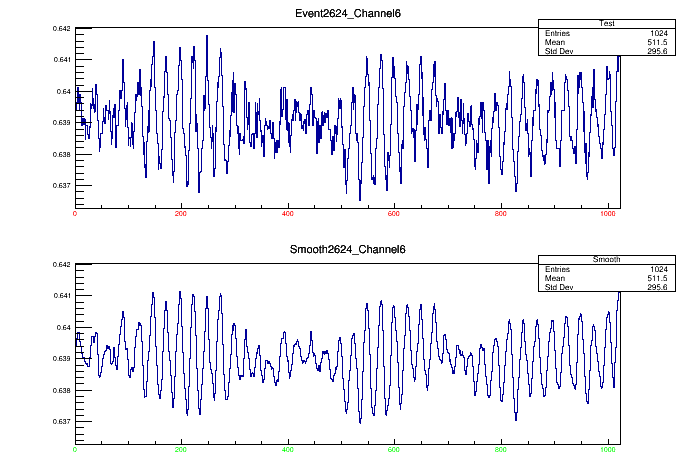 Event2624_Channel6
Test
Entries 1024
Mean 511.5
Std Dev 295.6
0.642
0.641
0.64
0.639
0.638
0.637
0 200 400 600 800 1000
Smooth2624_Channel6
Smooth
Entries 1024
Mean 511.5
Std Dev 295.6
0.642
0.641
0.64
0.639
0.638
0.637
0 200 400 600 800 1000